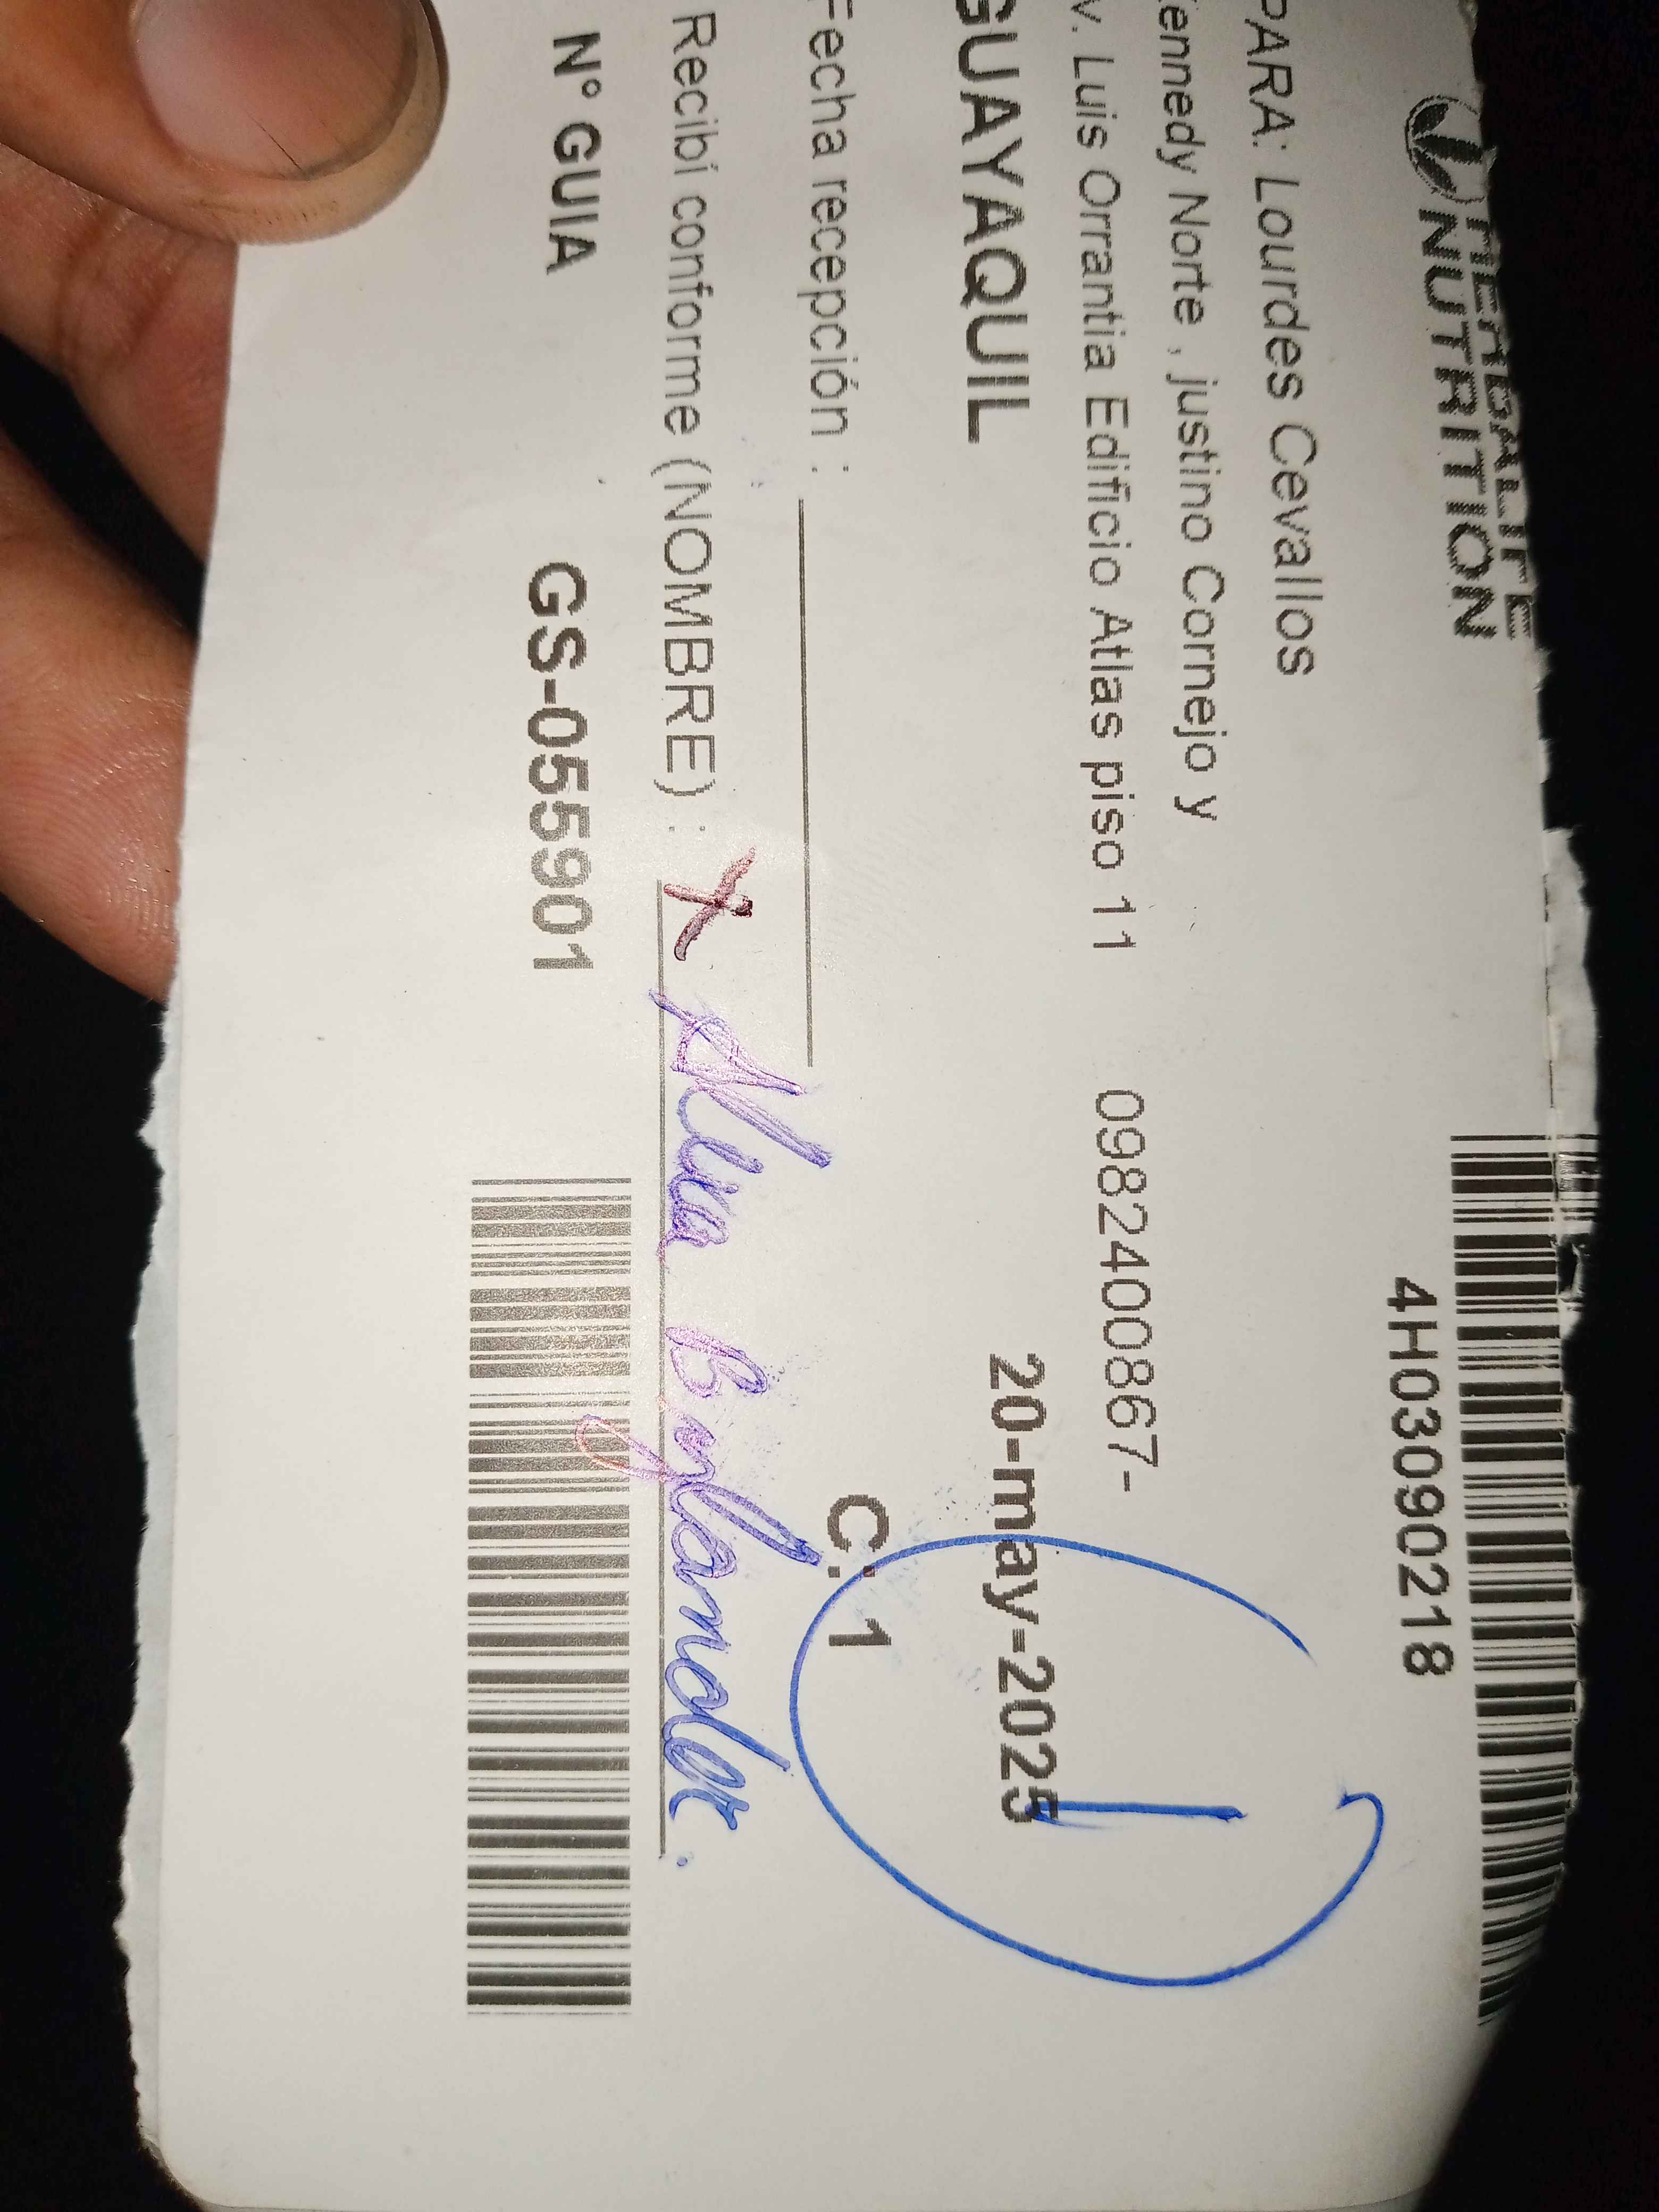 HERBALIFE
NUTRITION
4H03090218
PARA: Lourdes Cevallos
ennedy Norte , justino Cornejo y
v. Luis Orrantia Edificio Atlas piso 11 0982400867-
GUAYAQUIL 20-may-2025
1
Fecha recepción : C: 1
Recibí conforme (NOMBRE) : x
N° GUIA GS-055901